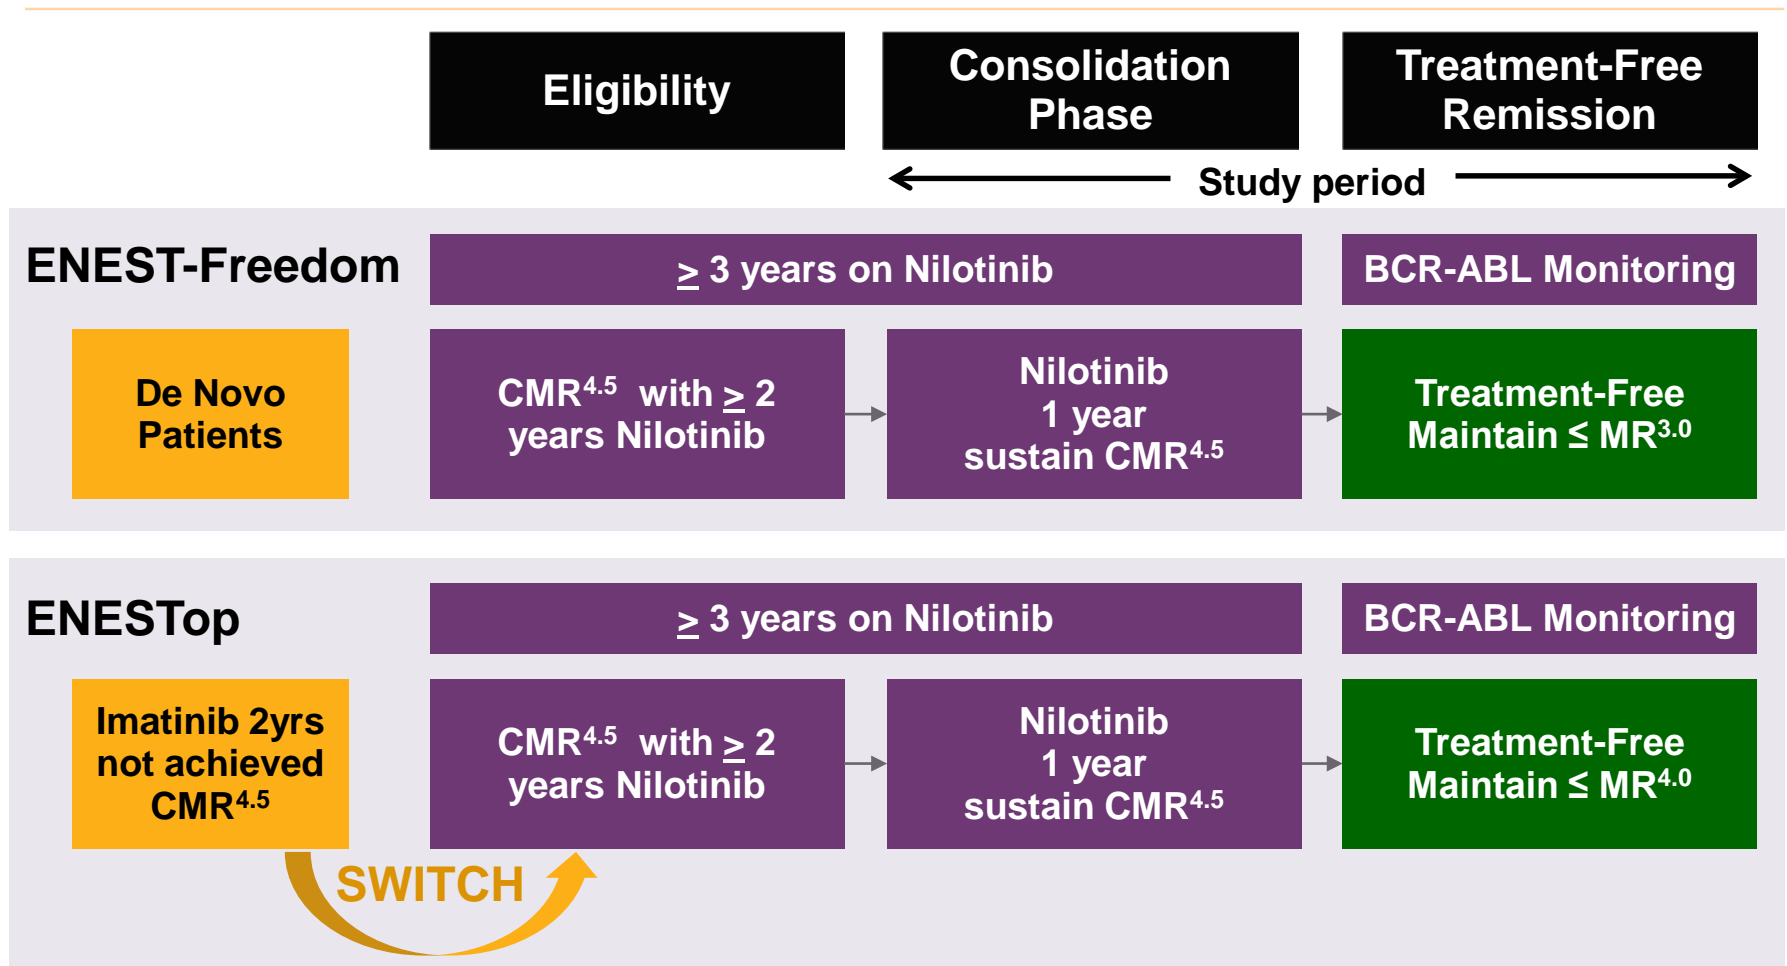 Eligibility
Consolidation
Phase
Treatment-Free
Remission
Study period
ENEST-Freedom
≥ 3 years on Nilotinib
BCR-ABL Monitoring
De Novo
Patients
CMR4.5 with ≥ 2
years Nilotinib
Nilotinib
1 year
sustain CMR4.5
Treatment-Free
Maintain ≤ MR3.0
ENESTop
≥ 3 years on Nilotinib
BCR-ABL Monitoring
Imatinib 2yrs
not achieved
CMR4.5
CMR4.5 with ≥ 2
years Nilotinib
Nilotinib
1 year
sustain CMR4.5
Treatment-Free
Maintain ≤ MR4.0
SWITCH